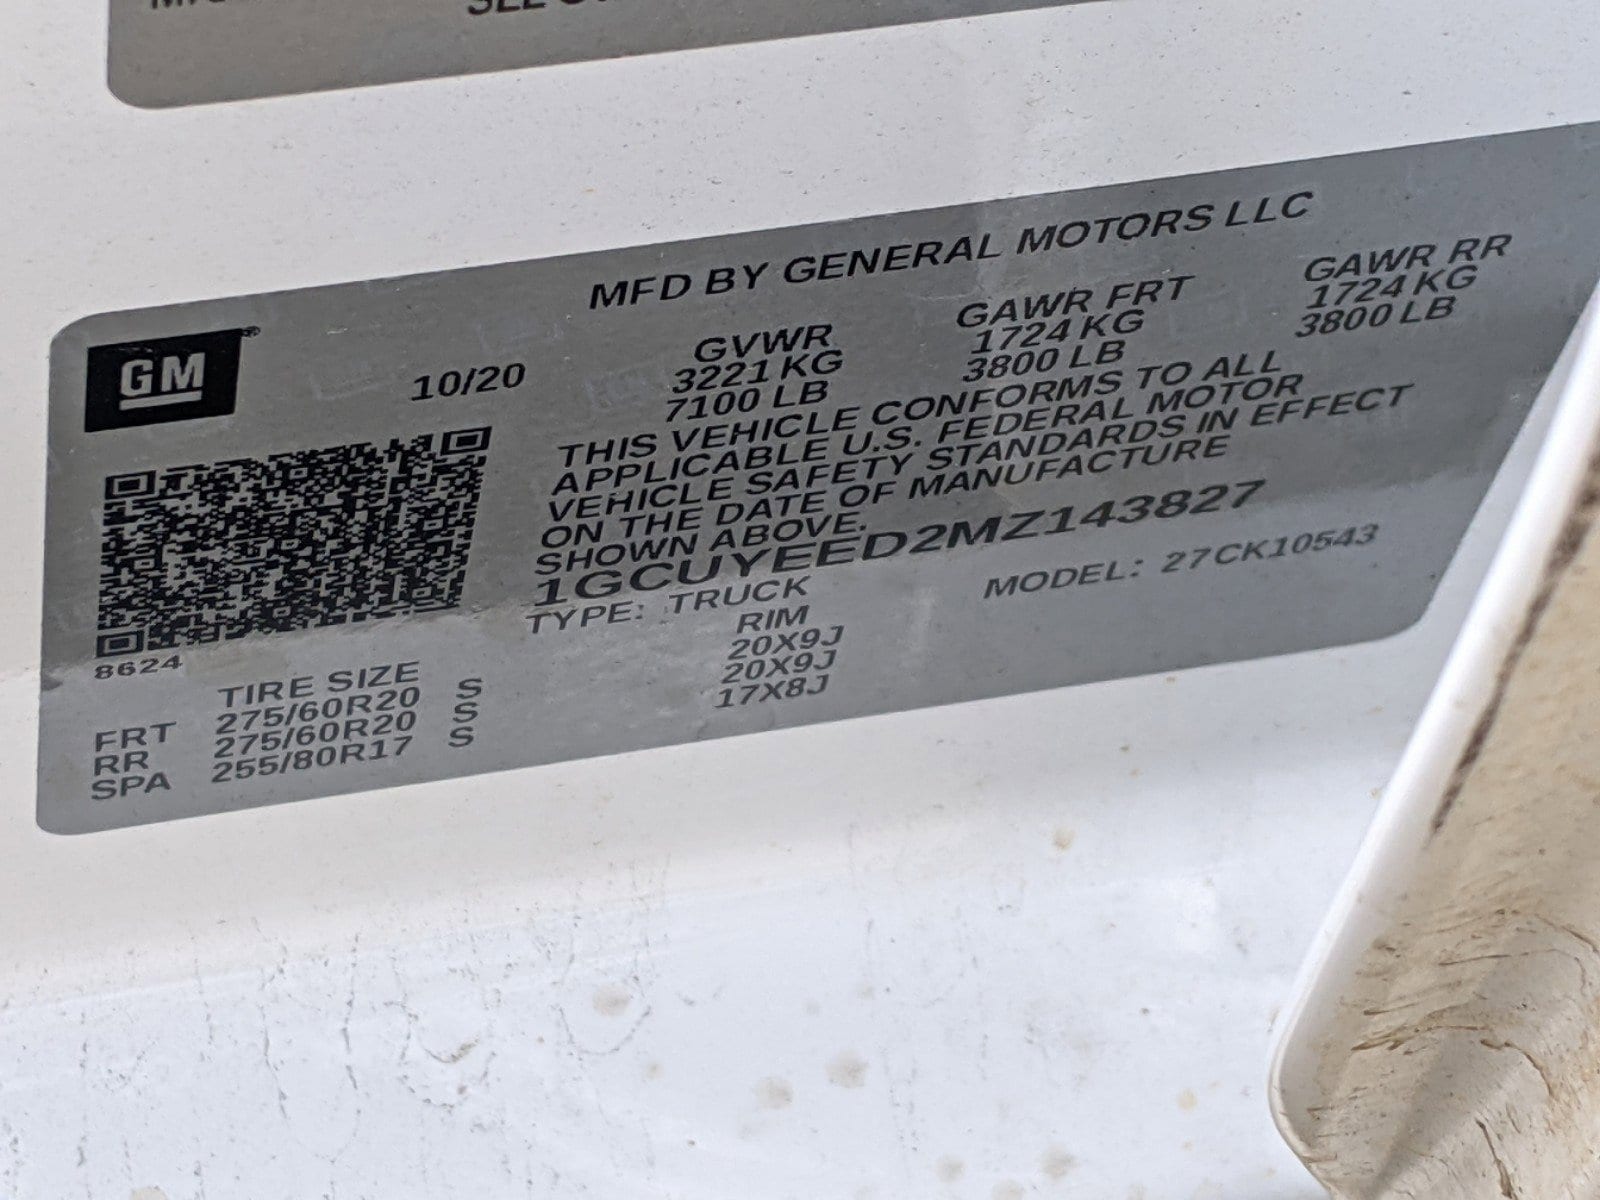 SEE
MFD BY GENERAL MOTORS LLC
GM
10/20
GVWR GAWR FRT GAWR RR
3221 KG 1724 KG 1724 KG
7100 LB 3800 LB 3800 LB
THIS VEHICLE CONFORMS TO ALL
APPLICABLE U.S. FEDERAL MOTOR
VEHICLE SAFETY STANDARDS IN EFFECT
ON THE DATE OF MANUFACTURE
SHOWN ABOVE.
1GCUYEED2MZ143827
TYPE: TRUCK MODEL: 27CK10543
8624
TIRE SIZE RIM
FRT 275/60R20 S 20X9J
RR 275/60R20 S 20X9J
SPA 255/80R17 S 17X8J